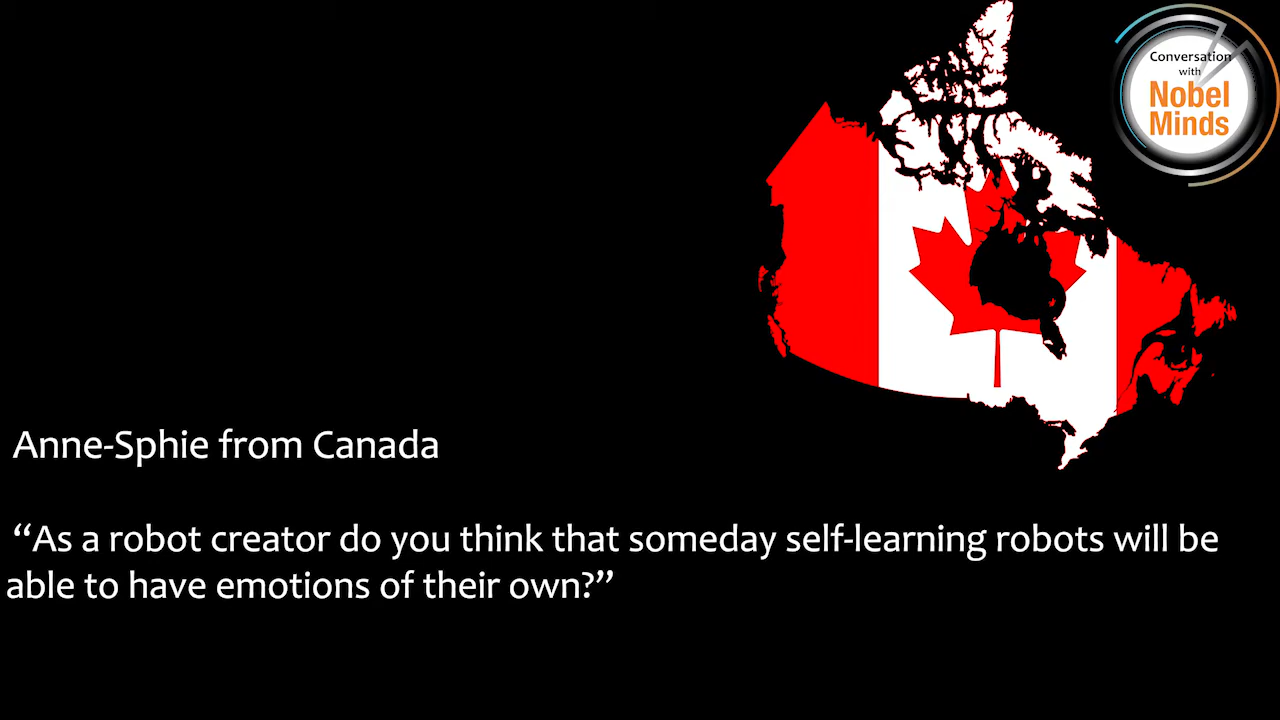 Conversation
with
Nobel
Minds
Anne-Sphie from Canada
“As a robot creator do you think that someday self-learning robots will be
able to have emotions of their own?”